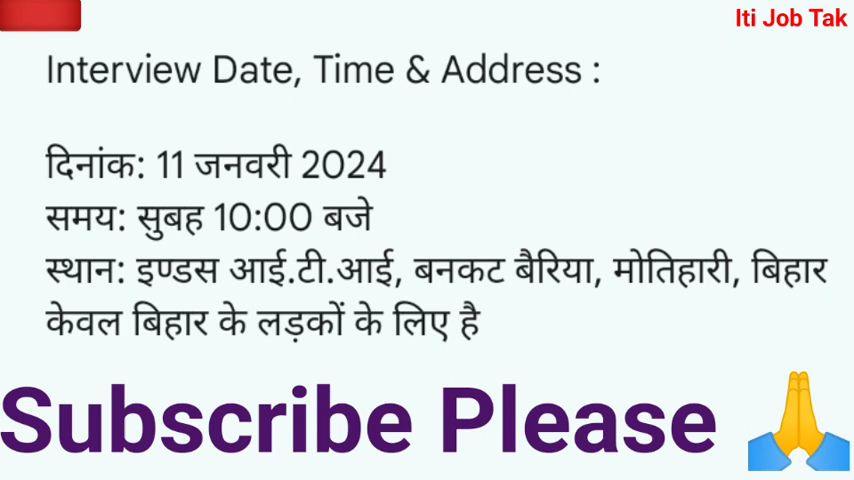 Iti Job Tak
Interview Date, Time & Address :
दिनांक: 11 जनवरी 2024
समय: सुबह 10:00 बजे
स्थान: इण्डस आई.टी.आई, बनकट बैरिया, मोतिहारी, बिहार
केवल बिहार के लड़कों के लिए है
Subscribe Please 🙏